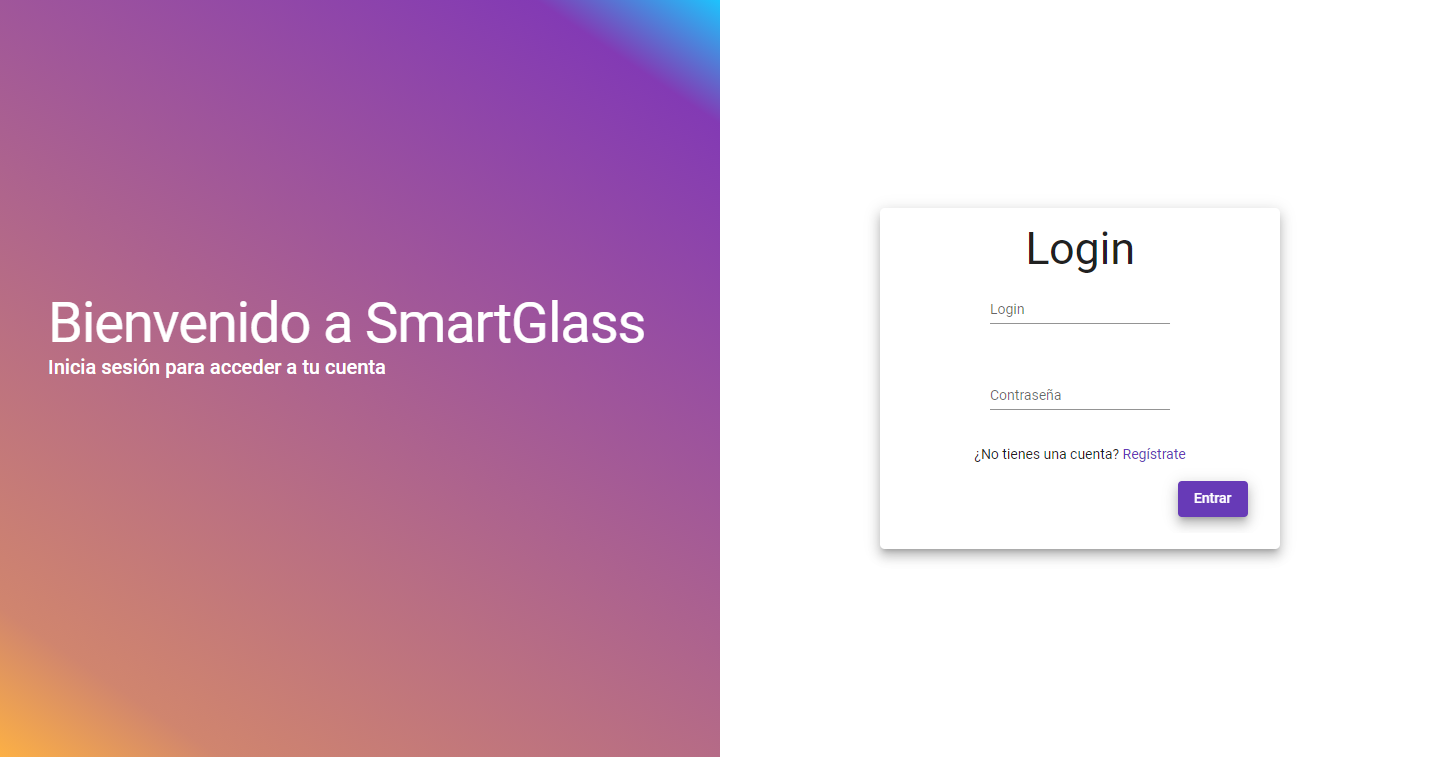 Bienvenido a SmartGlass
Inicia sesión para acceder a tu cuenta
Login
Login
Contraseña
¿No tienes una cuenta? Regístrate
Entrar